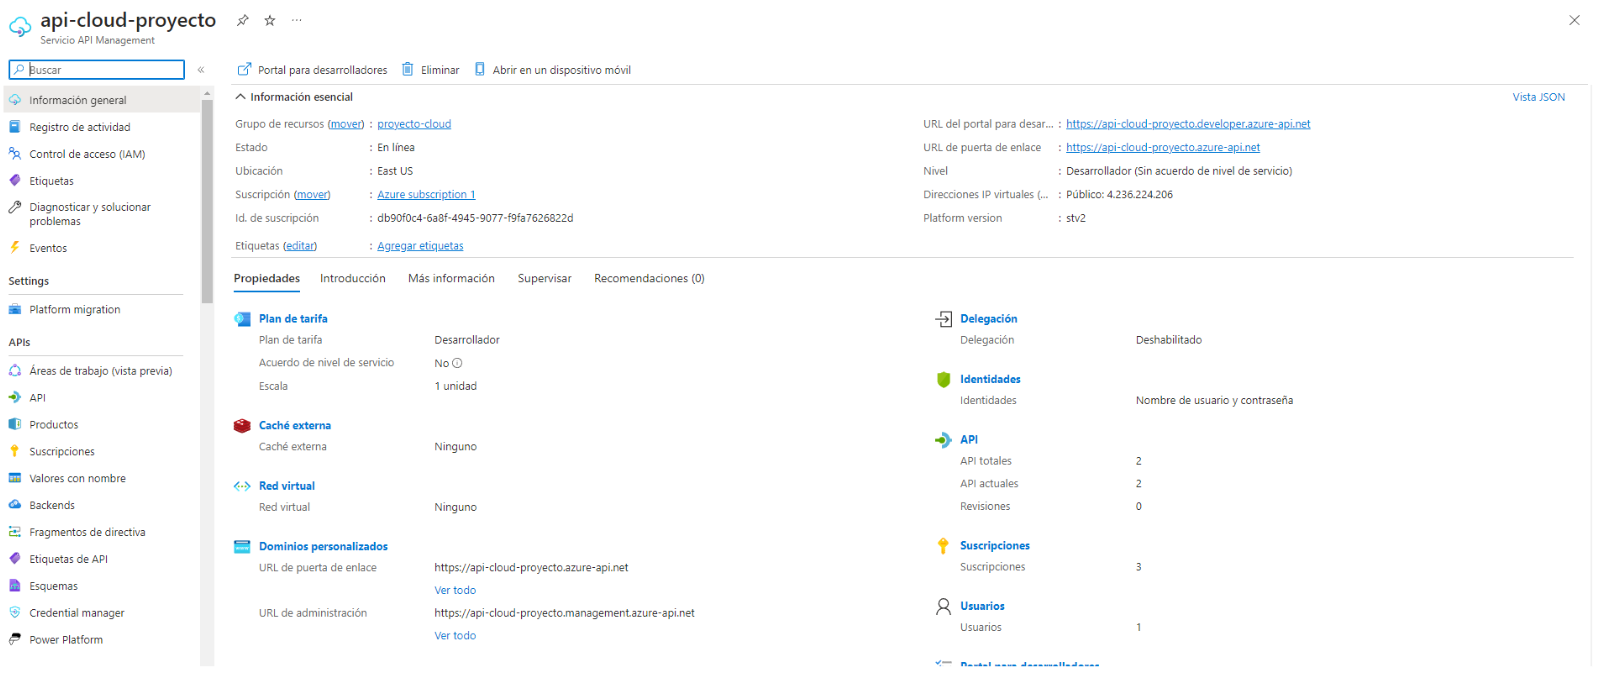 api-cloud-proyecto
Servicio API Management
Buscar
Portal para desarrolladores
Eliminar
Abrir en un dispositivo móvil
Información general
Registro de actividad
Control de acceso (IAM)
Etiquetas
Diagnosticar y solucionar
problemas
Eventos
Settings
Platform migration
APIs
Áreas de trabajo (vista previa)
API
Productos
Suscripciones
Valores con nombre
Backends
Fragmentos de directiva
Etiquetas de API
Esquemas
Credential manager
Power Platform
Información esencial
Vista JSON
Grupo de recursos (mover) : proyecto-cloud
Estado : En línea
Ubicación : East US
Suscripción (mover) : Azure subscription 1
Id. de suscripción : db90f0c4-6a8f-4945-9077-f9fa7626822d
Etiquetas (editar) : Agregar etiquetas
URL del portal para desar... : https://api-cloud-proyecto.developer.azure-api.net
URL de puerta de enlace : https://api-cloud-proyecto.azure-api.net
Nivel : Desarrollador (Sin acuerdo de nivel de servicio)
Direcciones IP virtuales (... : Público: 4.236.224.206
Platform version : stv2
Propiedades
Introducción
Más información
Supervisar
Recomendaciones (0)
Plan de tarifa
Plan de tarifa Desarrollador
Acuerdo de nivel de servicio No
Escala 1 unidad
Caché externa
Caché externa Ninguno
Red virtual
Red virtual Ninguno
Dominios personalizados
URL de puerta de enlace https://api-cloud-proyecto.azure-api.net
Ver todo
URL de administración https://api-cloud-proyecto.management.azure-api.net
Ver todo
Delegación
Delegación Deshabilitado
Identidades
Identidades Nombre de usuario y contraseña
API
API totales 2
API actuales 2
Revisiones 0
Suscripciones
Suscripciones 3
Usuarios
Usuarios 1
Portal para desarrolladores